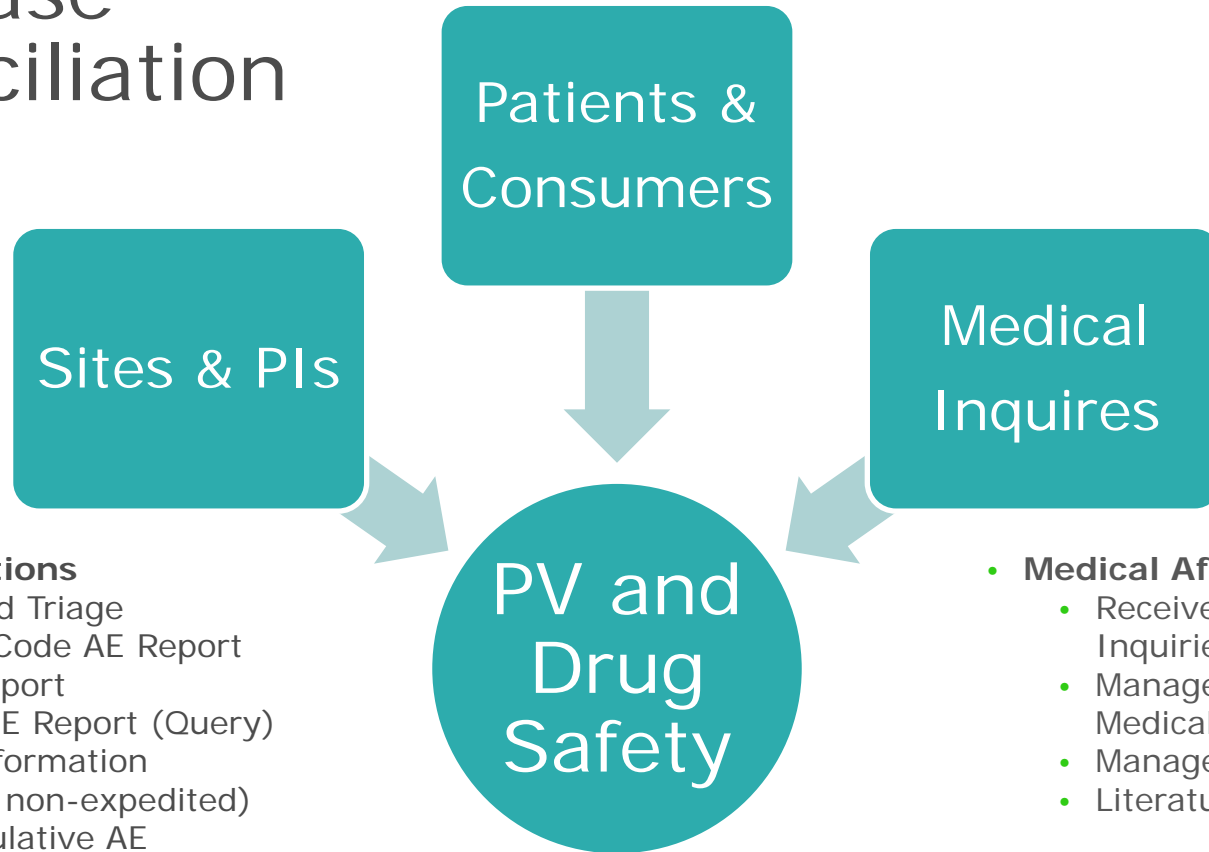 ciliation
Patients &
Consumers
Sites & PIs
Medical
Inquires
PV and
Drug
Safety
tions
d Triage
Code AE Report
port
E Report (Query)
formation
non-expedited)
ulative AE
• Medical Af
• Receive
Inquirie
• Manage
Medical
• Manage
• Literatu